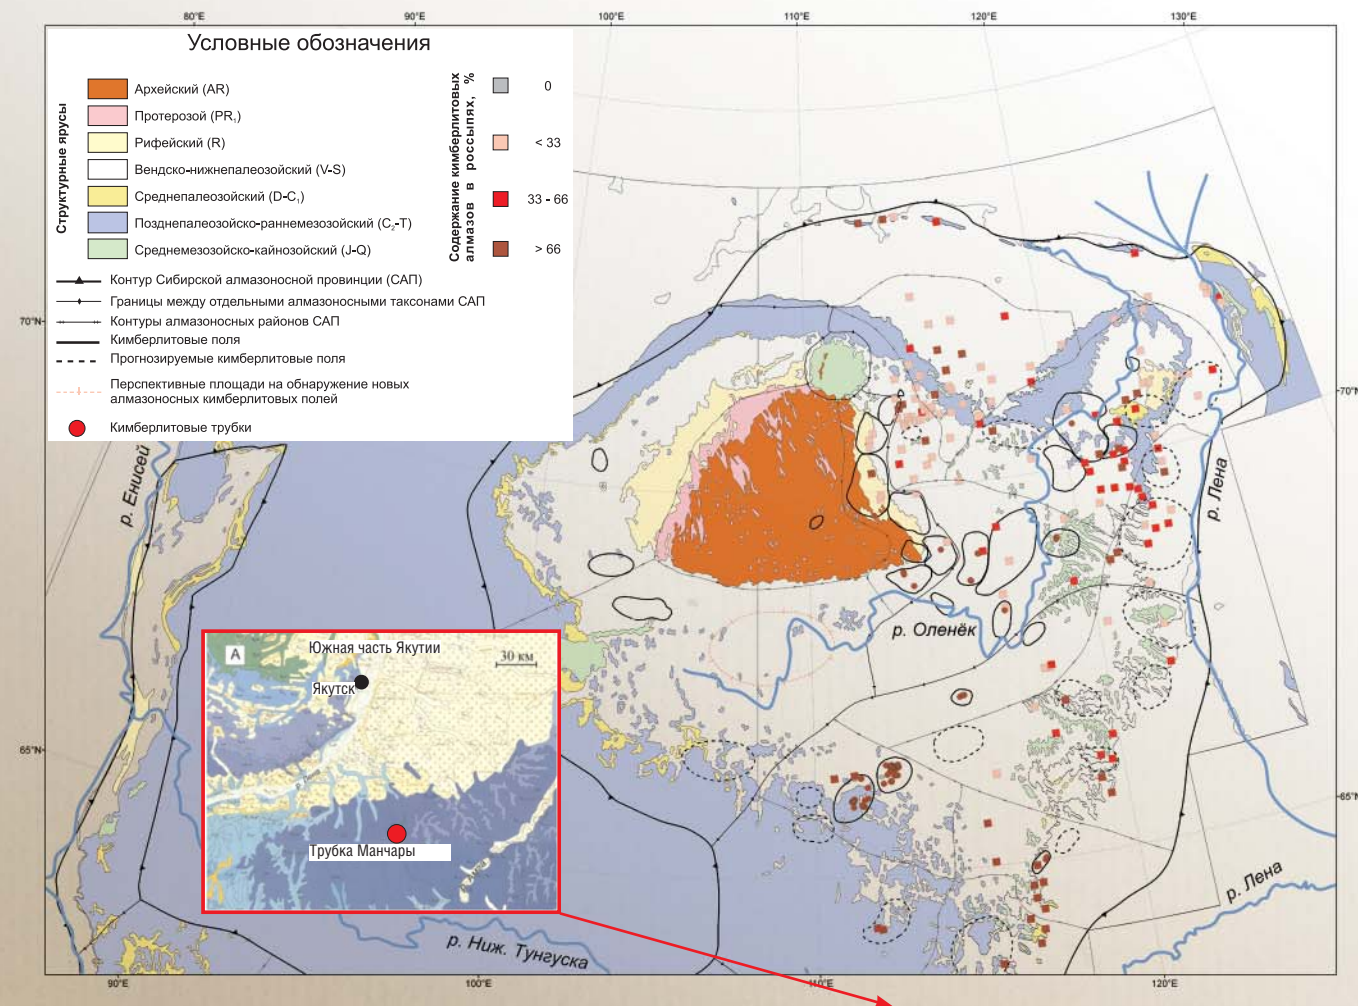 80°E
90°E
100°E
110°E
120°E
130°E
Условные обозначения
Структурные ярусы
Архейский (AR)
Протерозой (PR₁)
Рифейский (R)
Вендско-нижнепалеозойский (V-S)
Среднепалеозойский (D-C₁)
Позднепалеозойско-раннемезозойский (C₂-T)
Среднемезозойско-кайнозойский (J-Q)
Содержание кимберлитовых
алмазов в россыпях, %
0
< 33
33 - 66
> 66
Контур Сибирской алмазоносной провинции (САП)
Границы между отдельными алмазоносными таксонами САП
Контуры алмазоносных районов САП
Кимберлитовые поля
Прогнозируемые кимберлитовые поля
Перспективные площади на обнаружение новых
алмазоносных кимберлитовых полей
Кимберлитовые трубки
70°N
70°N
р. Енисей
р. Лена
р. Оленёк
A
Южная часть Якутии
30 км
Якутск
Трубка Манчары
65°N
65°N
р. Лена
р. Ниж. Тунгуска
90°E
100°E
110°E
120°E